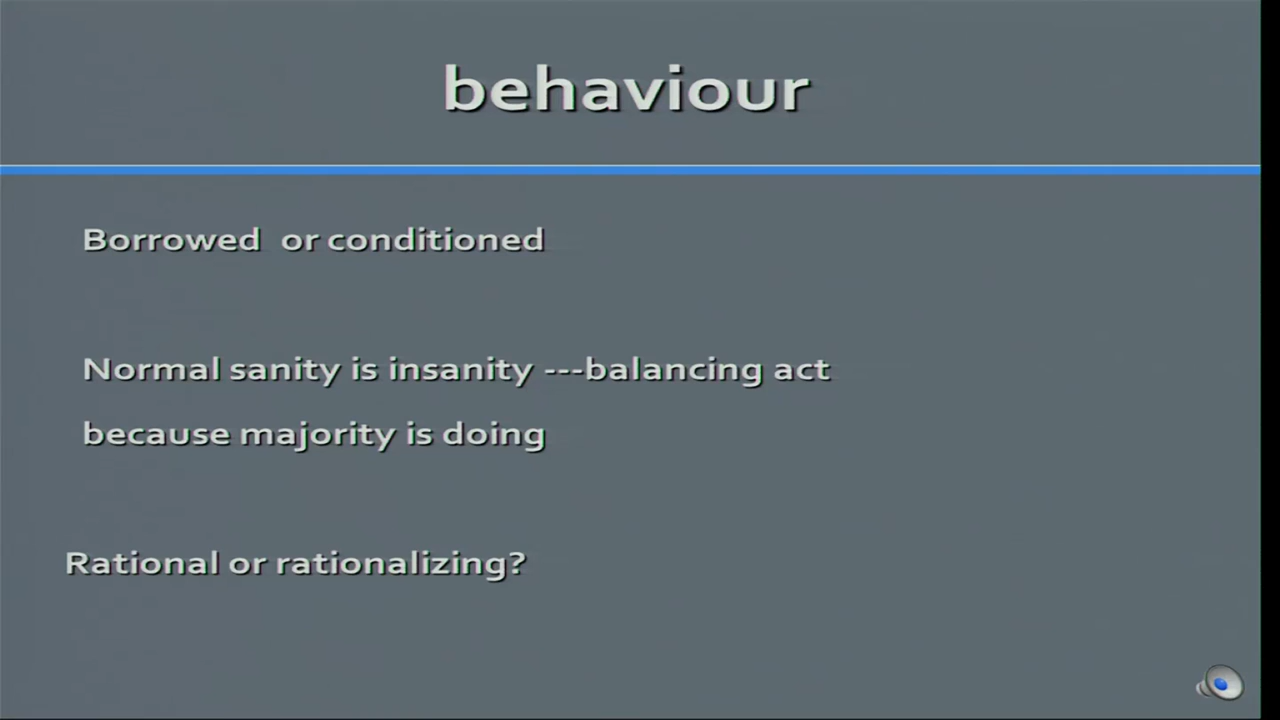 behaviour
Borrowed or conditioned
Normal sanity is insanity ---balancing act
because majority is doing
Rational or rationalizing?